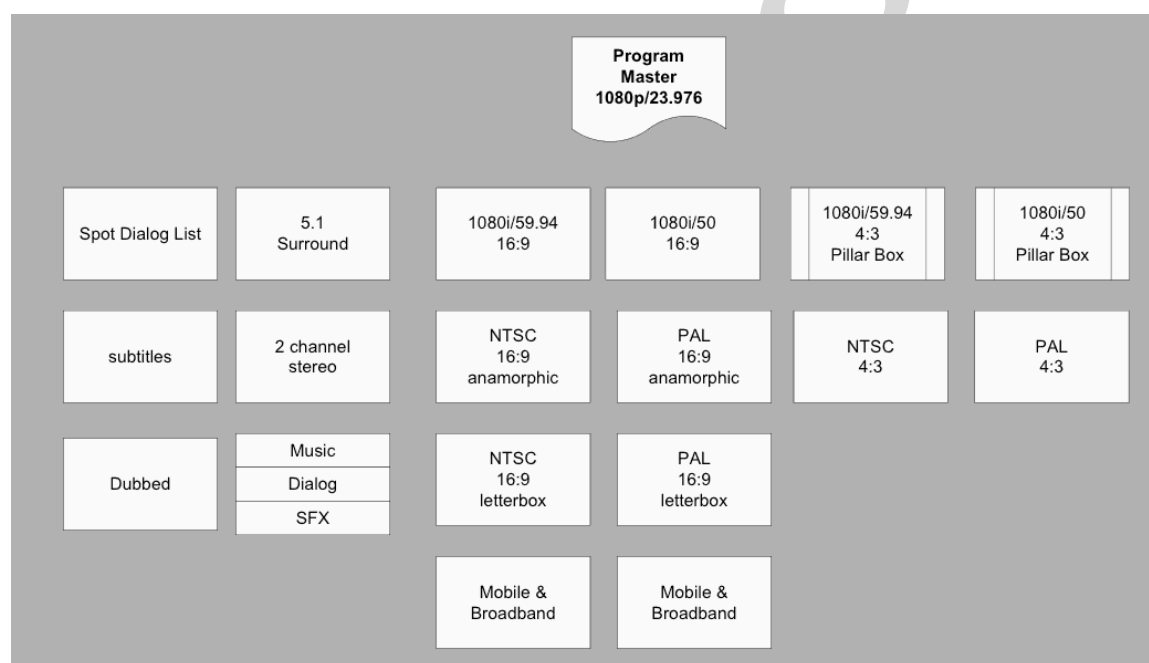 Program
Master
1080p/23.976
Spot Dialog List
5.1
Surround
1080i/59.94
16:9
1080i/50
16:9
1080i/59.94
4:3
Pillar Box
1080i/50
4:3
Pillar Box
subtitles
2 channel
stereo
NTSC
16:9
anamorphic
PAL
16:9
anamorphic
NTSC
4:3
PAL
4:3
Dubbed
Music
Dialog
SFX
NTSC
16:9
letterbox
PAL
16:9
letterbox
Mobile &
Broadband
Mobile &
Broadband